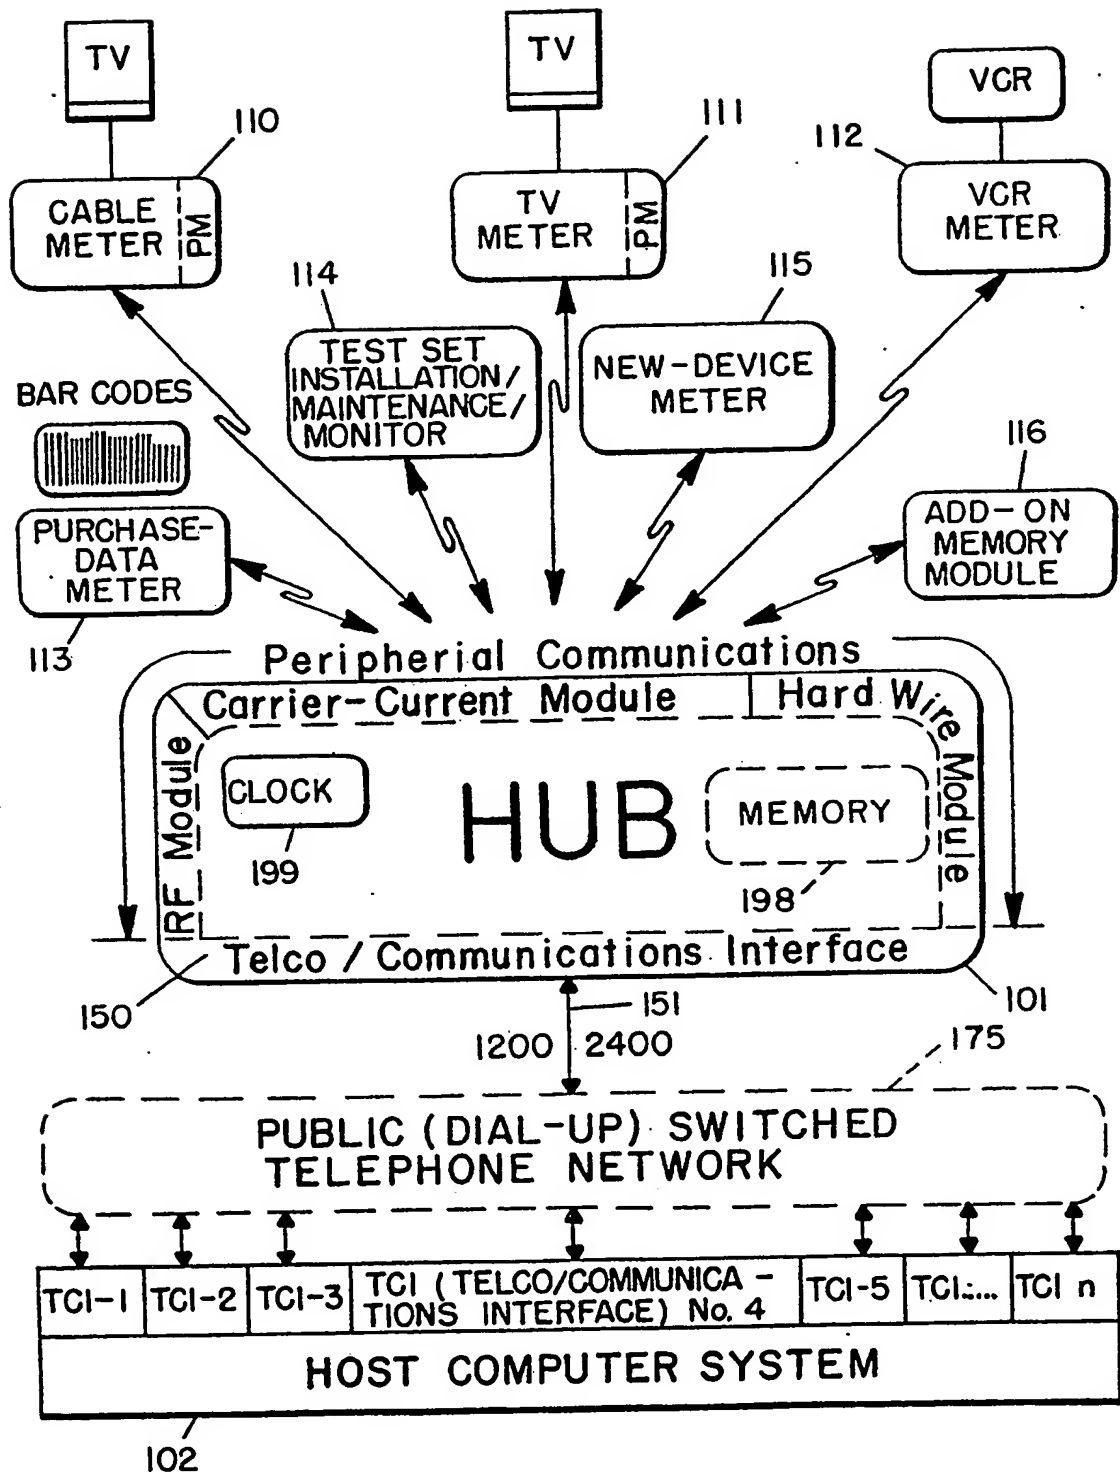 TV
TV
VCR
110
111
112
CABLE
METER
PM
TV
METER
PM
VCR
METER
114
115
TEST SET
INSTALLATION/
MAINTENANCE/
MONITOR
NEW-DEVICE
METER
BAR CODES
116
PURCHASE-
DATA
METER
ADD-ON
MEMORY
MODULE
113
Peripherial Communications
Carrier-Current Module
Hard Wire Module
RF Module
CLOCK
HUB
MEMORY
199
198
Telco / Communications Interface
150
151
101
1200
2400
175
PUBLIC (DIAL-UP) SWITCHED
TELEPHONE NETWORK
TCI-1
TCI-2
TCI-3
TCI (TELCO/COMMUNICA-
TIONS INTERFACE) No. 4
TCI-5
TCI:...
TCI n
HOST COMPUTER SYSTEM
102